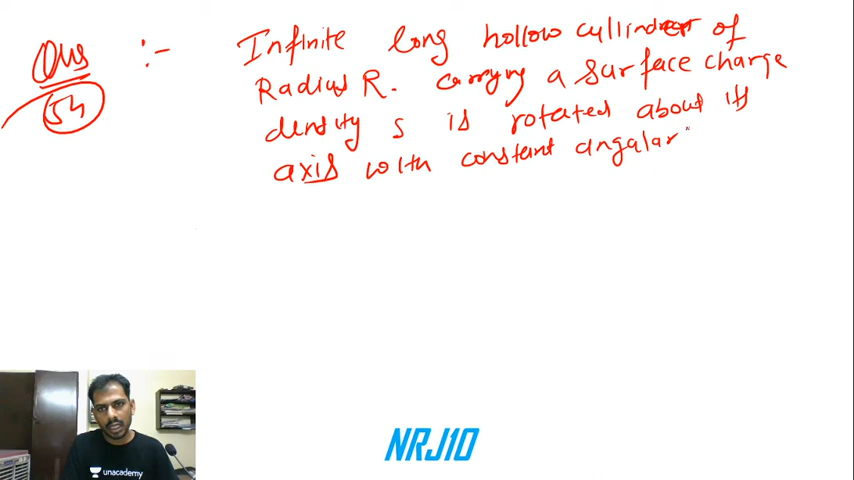 Ques :- Infinite long hollow cyllinder of
54 Radius R. carrying a surface charge
density s is rotated about its
axis with constant angular
unacademy
NRJ10